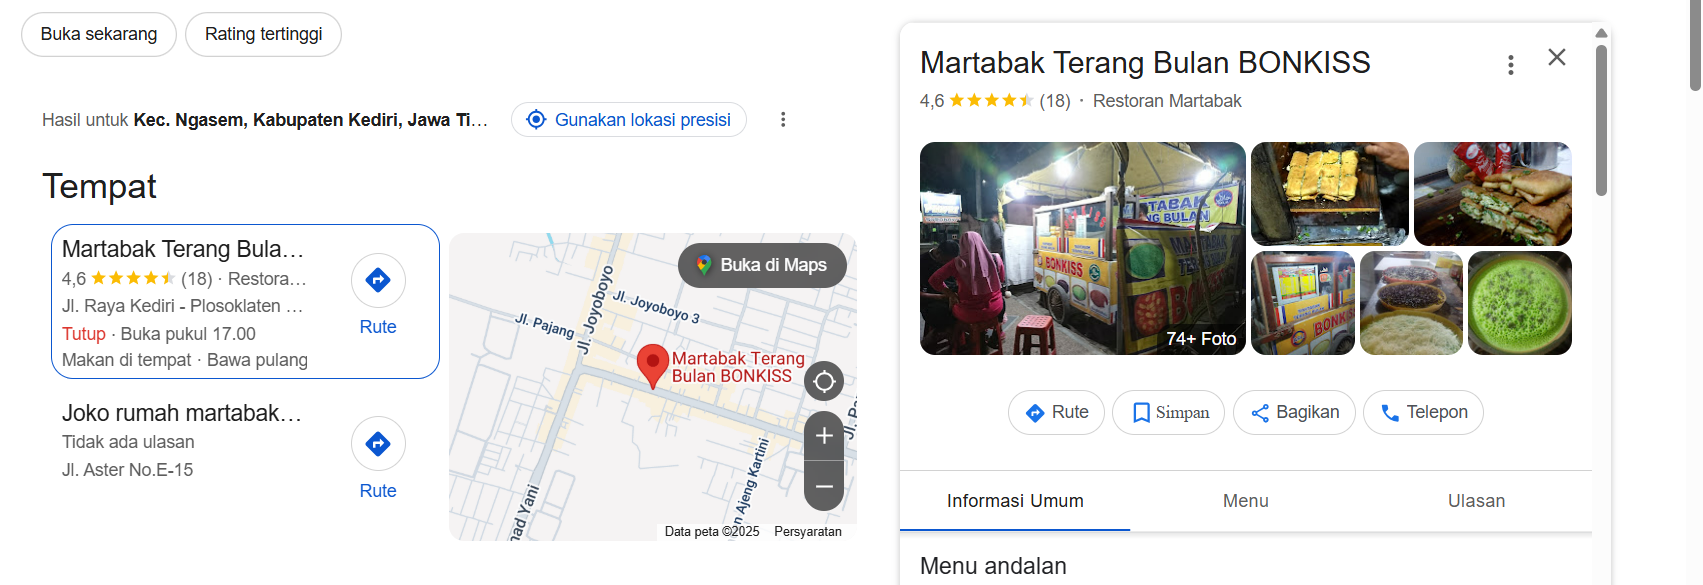 Buka sekarang
Rating tertinggi
Hasil untuk Kec. Ngasem, Kabupaten Kediri, Jawa Ti...
Gunakan lokasi presisi
Tempat
Martabak Terang Bula...
4,6 (18) · Restora...
Jl. Raya Kediri - Plosoklaten ...
Tutup · Buka pukul 17.00
Makan di tempat · Bawa pulang
Rute
Joko rumah martabak...
Tidak ada ulasan
Jl. Aster No.E-15
Rute
Buka di Maps
Jl. Joyoboyo
Jl. Joyoboyo 3
Jl. Pajang
Martabak Terang
Bulan BONKISS
Jl. Pa
n Ajeng Kartini
mad Yani
Data peta ©2025
Persyaratan
Martabak Terang Bulan BONKISS
4,6 (18) · Restoran Martabak
TABAK
NG BULAN
MARTABAK
BONKISS
74+ Foto
BONKISS
Rute
Simpan
Bagikan
Telepon
Informasi Umum
Menu
Ulasan
Menu andalan